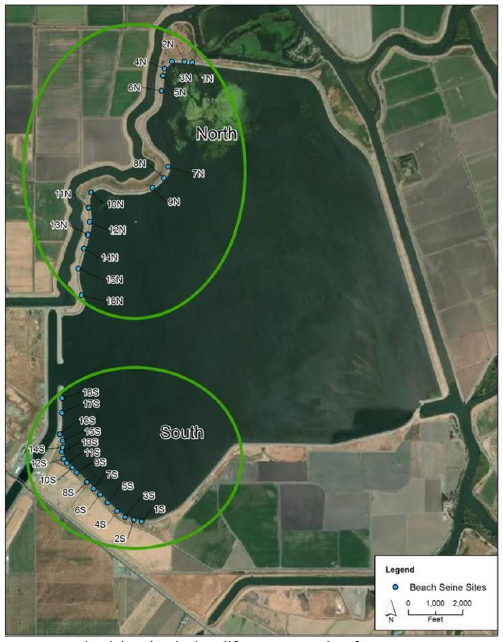 2N
4N
3N
1N
6N
5N
North
8N
7N
11N
10N
9N
13N
12N
14N
15N
16N
18S
17S
South
16S
15S
14S
13S
12S
11S
10S
9S
8S
7S
6S
5S
4S
3S
2S
1S
Legend
Beach Seine Sites
0 1,000 2,000
Feet
N